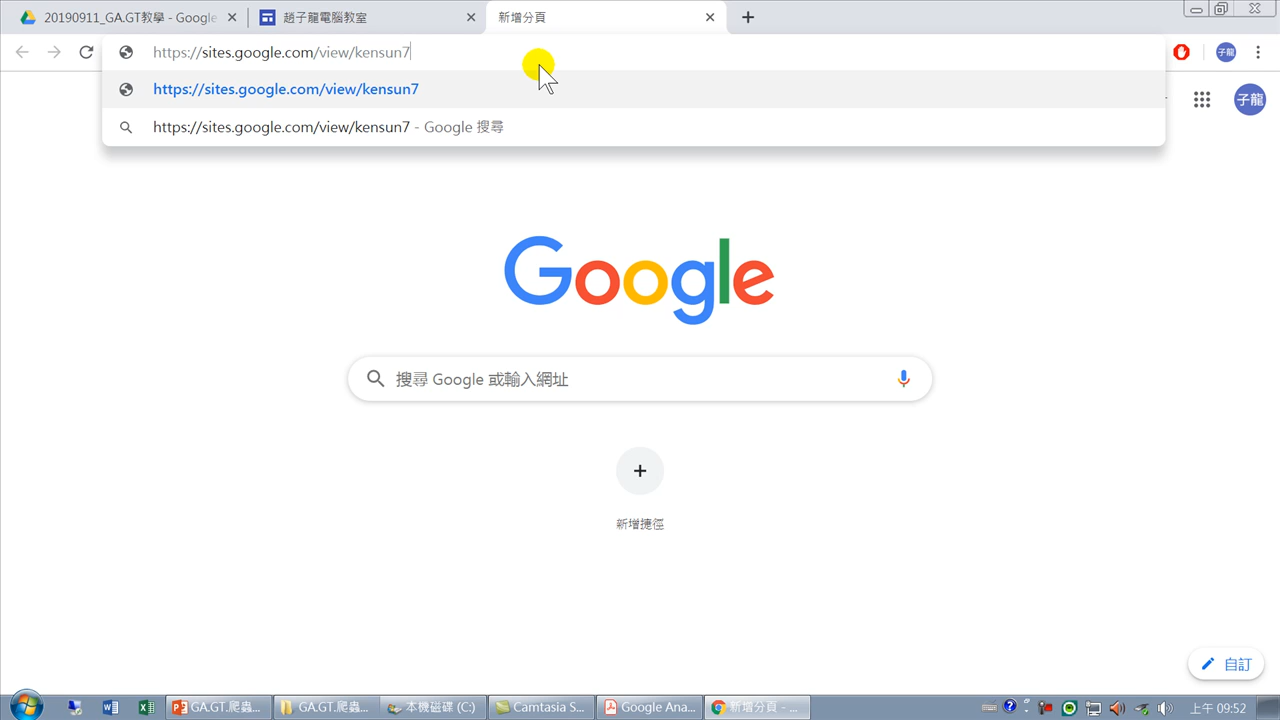 20190911_GA.GT教學 - Google
趙子龍電腦教室
新增分頁
https://sites.google.com/view/kensun7
子龍
https://sites.google.com/view/kensun7
子龍
https://sites.google.com/view/kensun7 - Google 搜尋
Google
搜尋 Google 或輸入網址
新增捷徑
自訂
GA.GT.爬蟲...
GA.GT.爬蟲...
本機磁碟 (C:)
Camtasia S...
Google Ana...
新增分頁 - ...
上午 09:52